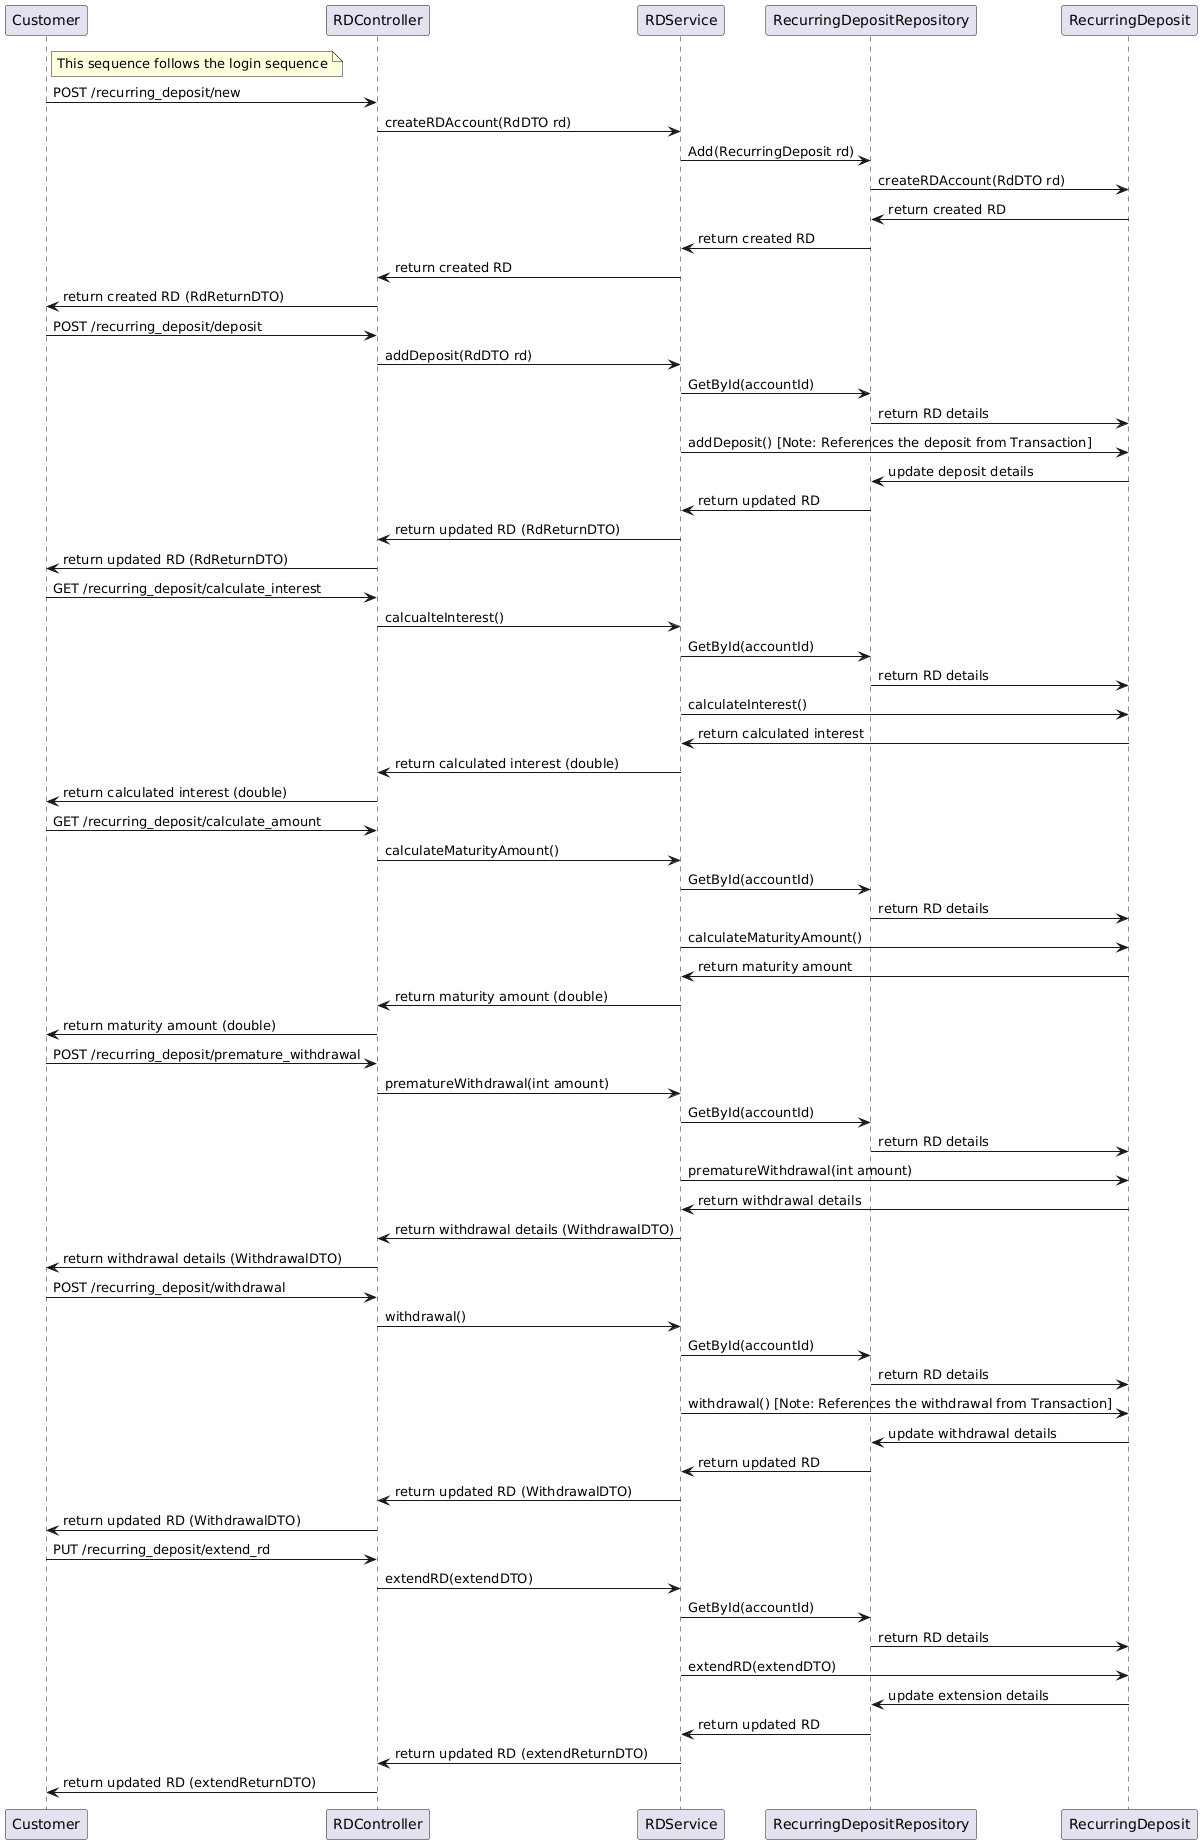 Customer
RDController
RDService
RecurringDepositRepository
RecurringDeposit
This sequence follows the login sequence
POST /recurring_deposit/new
createRDAccount(RdDTO rd)
Add(RecurringDeposit rd)
createRDAccount(RdDTO rd)
return created RD
return created RD
return created RD
return created RD (RdReturnDTO)
POST /recurring_deposit/deposit
addDeposit(RdDTO rd)
GetById(accountId)
return RD details
addDeposit() [Note: References the deposit from Transaction]
update deposit details
return updated RD
return updated RD (RdReturnDTO)
return updated RD (RdReturnDTO)
GET /recurring_deposit/calculate_interest
calcualteInterest()
GetById(accountId)
return RD details
calculateInterest()
return calculated interest
return calculated interest (double)
return calculated interest (double)
GET /recurring_deposit/calculate_amount
calculateMaturityAmount()
GetById(accountId)
return RD details
calculateMaturityAmount()
return maturity amount
return maturity amount (double)
return maturity amount (double)
POST /recurring_deposit/premature_withdrawal
prematureWithdrawal(int amount)
GetById(accountId)
return RD details
prematureWithdrawal(int amount)
return withdrawal details
return withdrawal details (WithdrawalDTO)
return withdrawal details (WithdrawalDTO)
POST /recurring_deposit/withdrawal
withdrawal()
GetById(accountId)
return RD details
withdrawal() [Note: References the withdrawal from Transaction]
update withdrawal details
return updated RD
return updated RD (WithdrawalDTO)
return updated RD (WithdrawalDTO)
PUT /recurring_deposit/extend_rd
extendRD(extendDTO)
GetById(accountId)
return RD details
extendRD(extendDTO)
update extension details
return updated RD
return updated RD (extendReturnDTO)
return updated RD (extendReturnDTO)
Customer
RDController
RDService
RecurringDepositRepository
RecurringDeposit